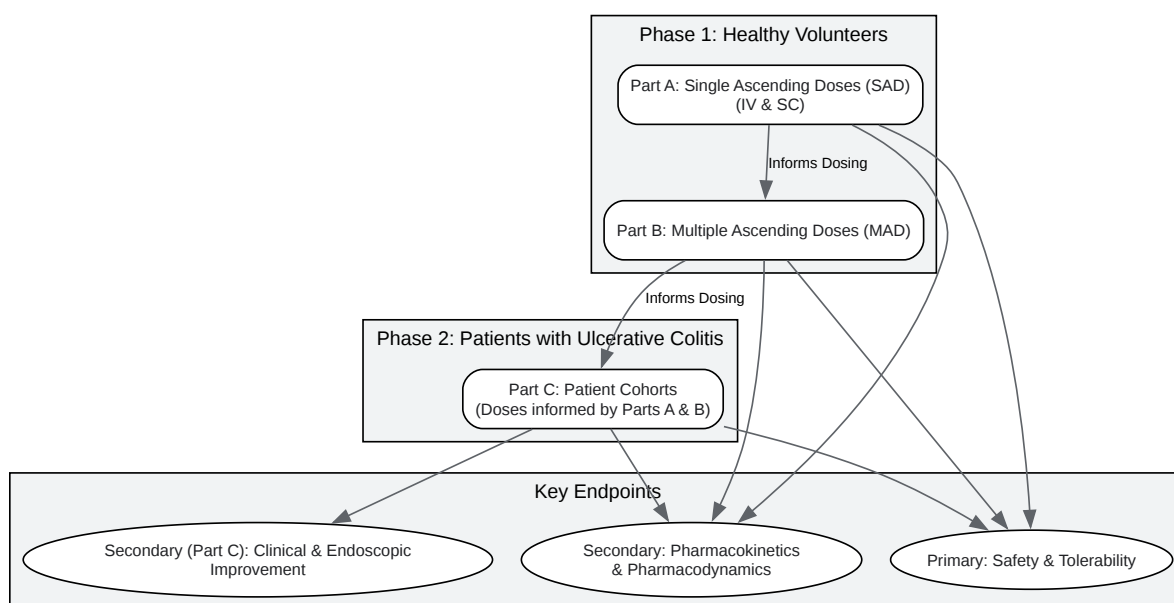 Phase 1: Healthy Volunteers
Part A: Single Ascending Doses (SAD)
(IV & SC)
Informs Dosing
Part B: Multiple Ascending Doses (MAD)
Informs Dosing
Phase 2: Patients with Ulcerative Colitis
Part C: Patient Cohorts
(Doses informed by Parts A & B)
Key Endpoints
Secondary (Part C): Clinical & Endoscopic
Improvement
Secondary: Pharmacokinetics
& Pharmacodynamics
Primary: Safety & Tolerability